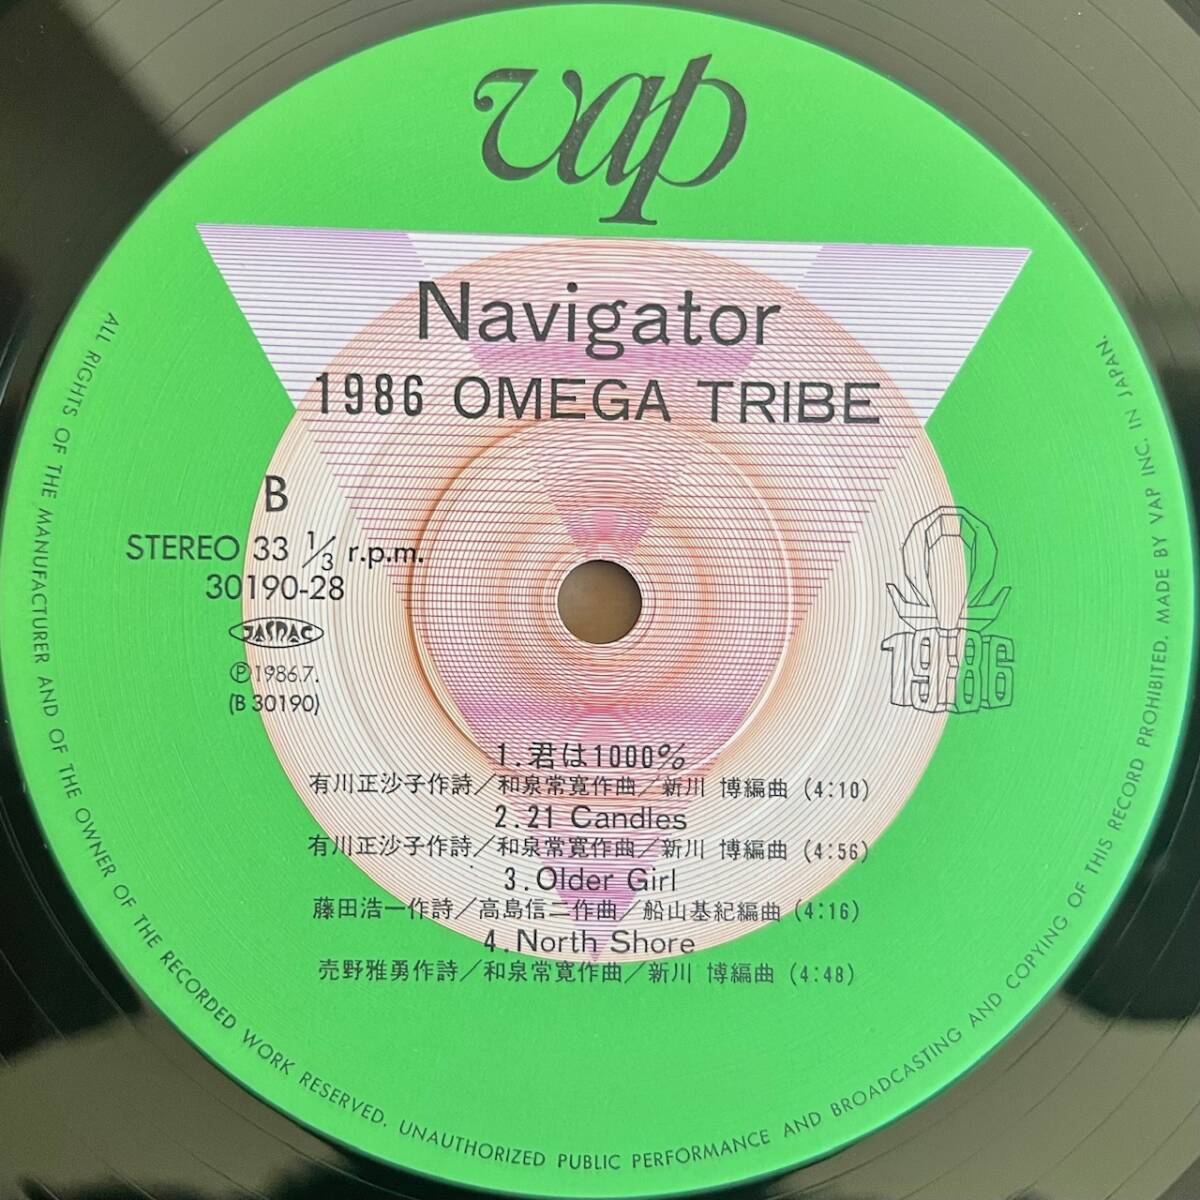 vap
Navigator
1986 OMEGA TRIBE
B
STEREO 33 1/3 r.p.m.
30190-28
JASRAC
Ⓟ1986.7.
(B 30190)
1986
1.君は1000%
有川正沙子作詩／和泉常寛作曲／新川 博編曲 (4:10)
2.21 Candles
有川正沙子作詩／和泉常寛作曲／新川 博編曲 (4:56)
3.Older Girl
藤田浩一作詩／高島信二作曲／船山基紀編曲 (4:16)
4.North Shore
売野雅勇作詩／和泉常寛作曲／新川 博編曲 (4:48)
ALL RIGHTS OF THE MANUFACTURER AND OF THE OWNER OF THE RECORDED WORK RESERVED. UNAUTHORIZED PUBLIC PERFORMANCE AND BROADCASTING AND COPYING OF THIS RECORD PROHIBITED. MADE BY VAP INC. IN JAPAN.